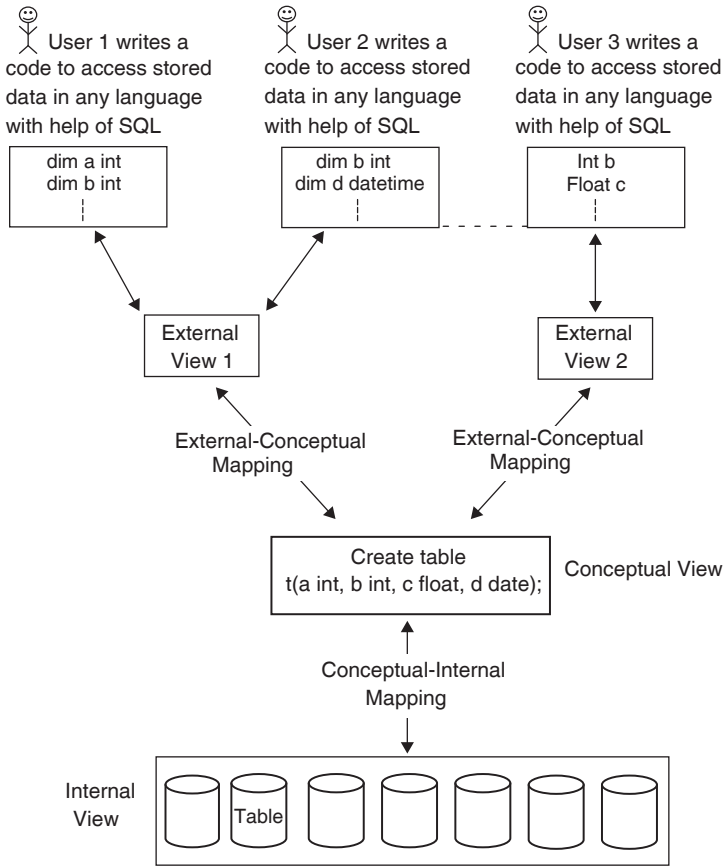 User 1 writes a
code to access stored
data in any language
with help of SQL
User 2 writes a
code to access stored
data in any language
with help of SQL
User 3 writes a
code to access stored
data in any language
with help of SQL
dim a int
dim b int
dim b int
dim d datetime
Int b
Float c
External
View 1
External
View 2
External-Conceptual
Mapping
External-Conceptual
Mapping
Create table
t(a int, b int, c float, d date);
Conceptual View
Conceptual-Internal
Mapping
Internal
View
Table